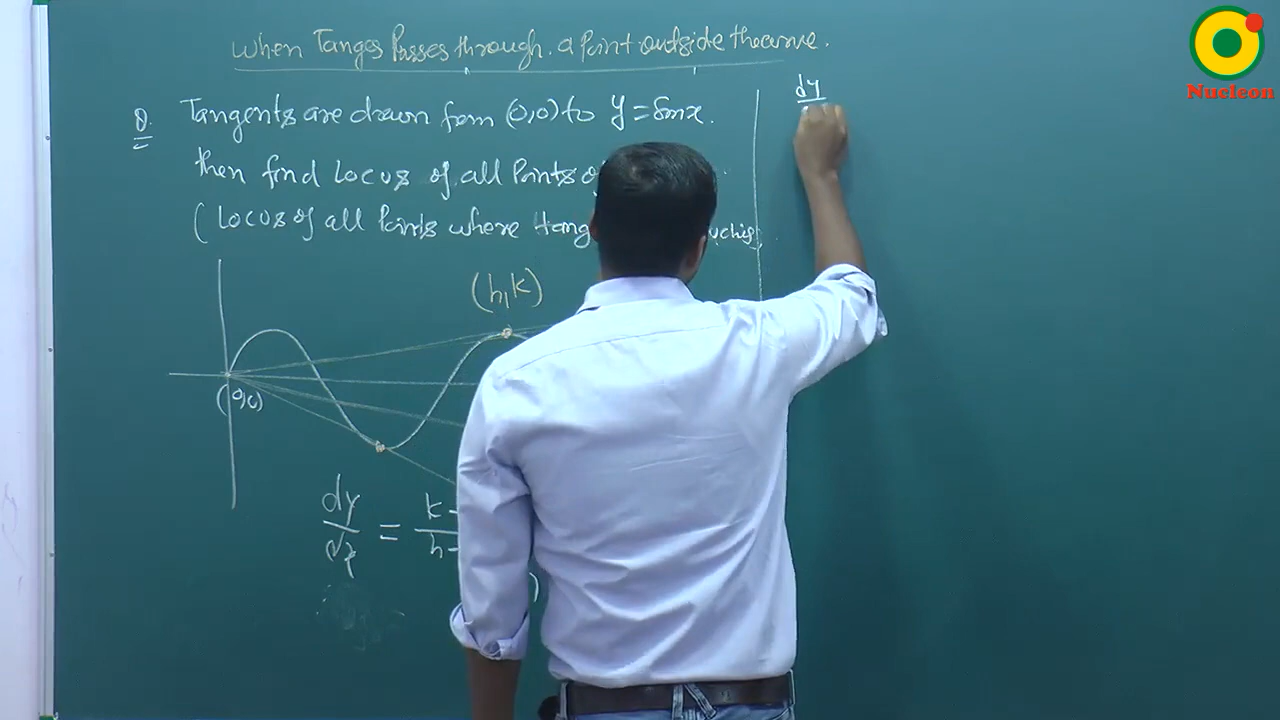 When Tanges Passes through. a Point outside the curve.
Q. Tangents are drawn from (0,0) to y = Sinx.
then find Locus of all Points
(Locus of all Points where tang
(h, k)
(0,0)
dy/dx = k- / h-
dy
Nucleon